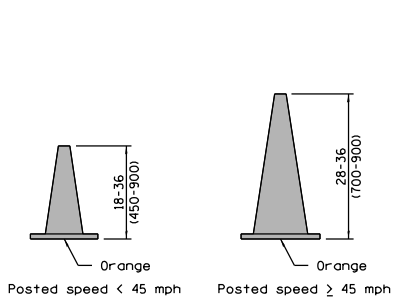 18-36
(450-900)
Orange
Posted speed < 45 mph
28-36
(700-900)
Orange
Posted speed ≥ 45 mph